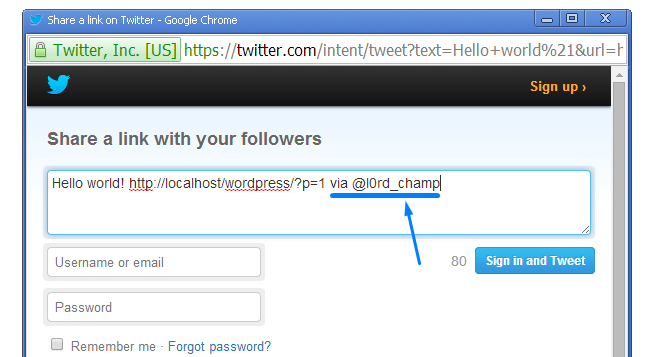 Share a link on Twitter - Google Chrome
Twitter, Inc. [US] https://twitter.com/intent/tweet?text=Hello+world%21&url=h
Sign up ›
Share a link with your followers
Hello world! http://localhost/wordpress/?p=1 via @l0rd_champ
Username or email
80 Sign in and Tweet
Password
Remember me · Forgot password?